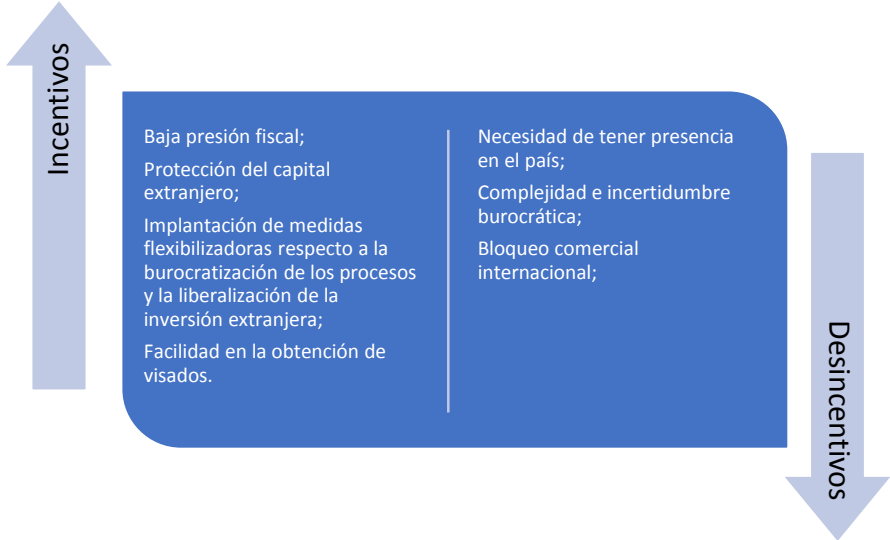 Incentivos
Baja presión fiscal;
Protección del capital
extranjero;
Implantación de medidas
flexibilizadoras respecto a la
burocratización de los procesos
y la liberalización de la
inversión extranjera;
Facilidad en la obtención de
visados.
Necesidad de tener presencia
en el país;
Complejidad e incertidumbre
burocrática;
Bloqueo comercial
internacional;
Desincentivos